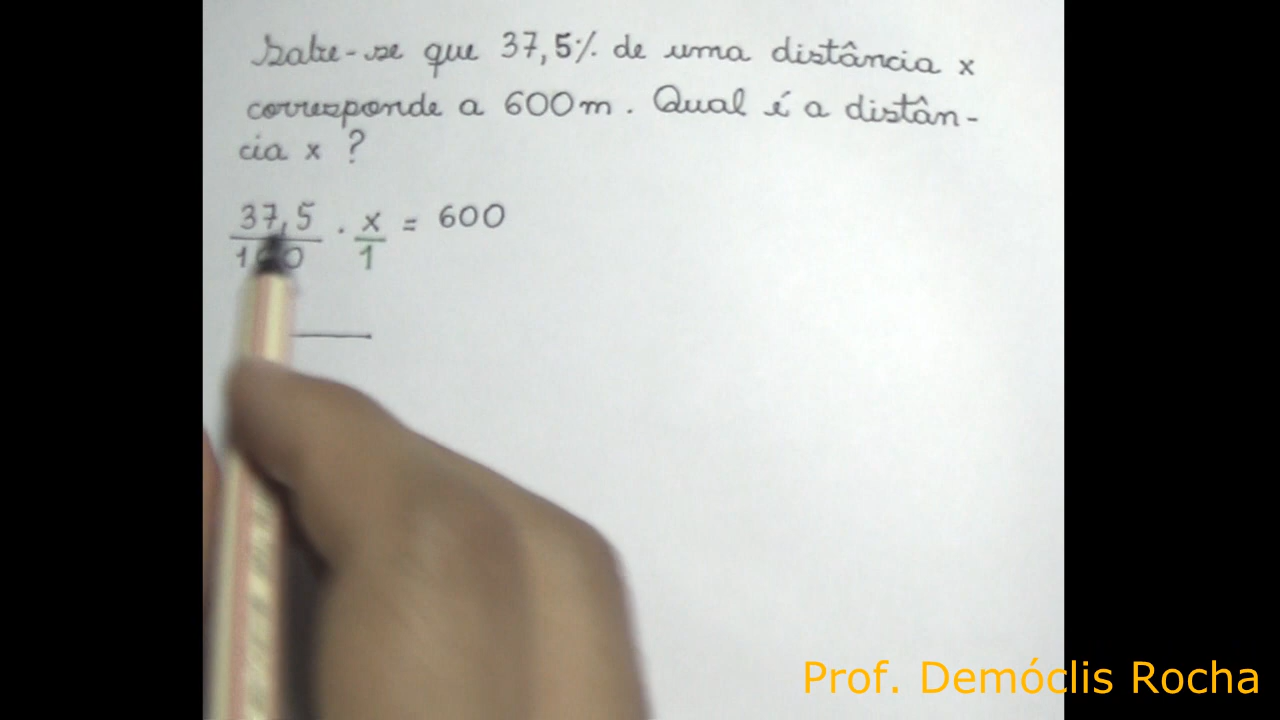 Sabe-se que 37,5% de uma distância x
corresponde a 600m. Qual é a distân-
cia x ?
37,5/100 . x/1 = 600
Prof. Demóclis Rocha